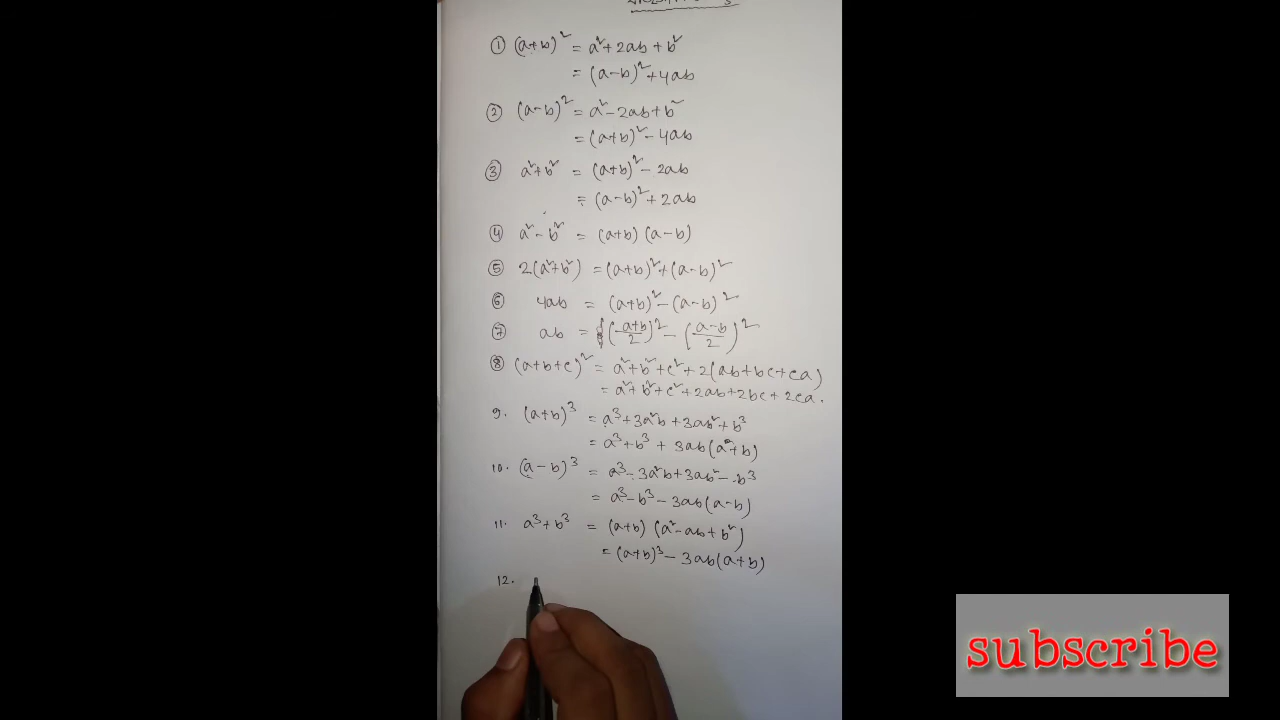 ① (a+b)² = a²+2ab+b²
= (a-b)²+4ab
② (a-b)² = a²-2ab+b²
= (a+b)²-4ab
③ a²+b² = (a+b)²-2ab
= (a-b)²+2ab
④ a²-b² = (a+b) (a-b)
⑤ 2(a²+b²) = (a+b)²+(a-b)²
⑥ 4ab = (a+b)²-(a-b)²
⑦ ab = (a+b/2)² - (a-b/2)²
⑧ (a+b+c)² = a²+b²+c²+2(ab+bc+ca)
= a²+b²+c²+2ab+2bc+2ca.
9. (a+b)³ = a³+3a²b+3ab²+b³
= a³+b³ + 3ab(a+b)
10. (a-b)³ = a³-3a²b+3ab²-b³
= a³-b³-3ab(a-b)
11. a³+b³ = (a+b) (a²-ab+b²)
= (a+b)³-3ab(a+b)
12.
subscribe